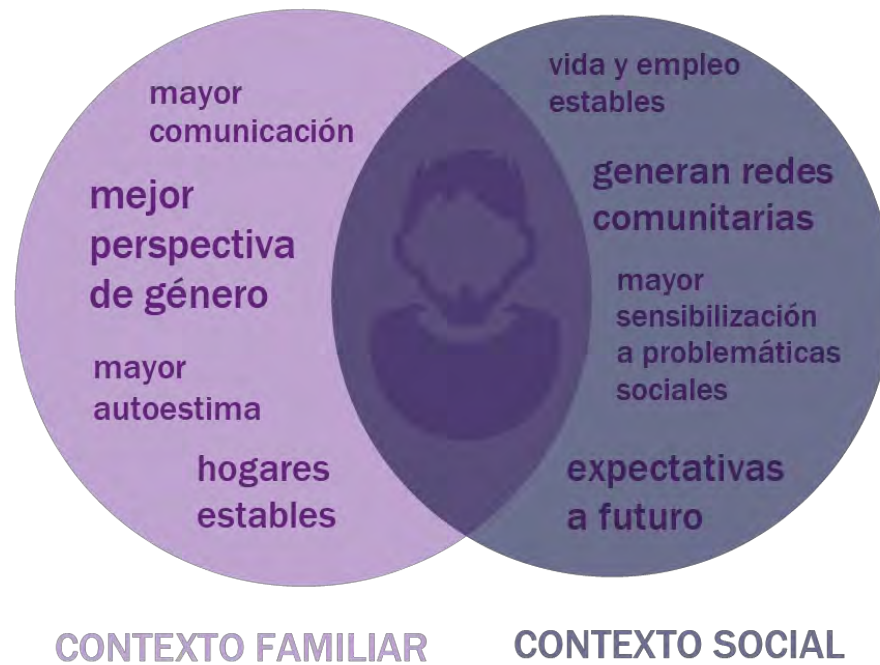 mayor
comunicación
mejor
perspectiva
de género
mayor
autoestima
hogares
estables
vida y empleo
estables
generan redes
comunitarias
mayor
sensibilización
a problemáticas
sociales
expectativas
a futuro
CONTEXTO FAMILIAR
CONTEXTO SOCIAL